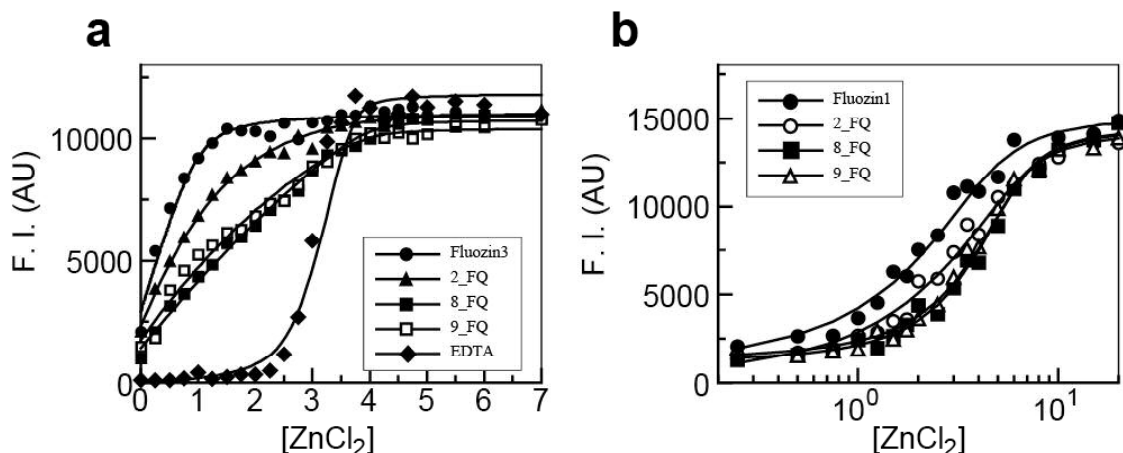 a
F. I. (AU)
10000
5000
0
0 1 2 3 4 5 6 7
[ZnCl2]
Fluozin3
2_FQ
8_FQ
9_FQ
EDTA
b
F. I. (AU)
15000
10000
5000
0
10^0 10^1
[ZnCl2]
Fluozin1
2_FQ
8_FQ
9_FQ